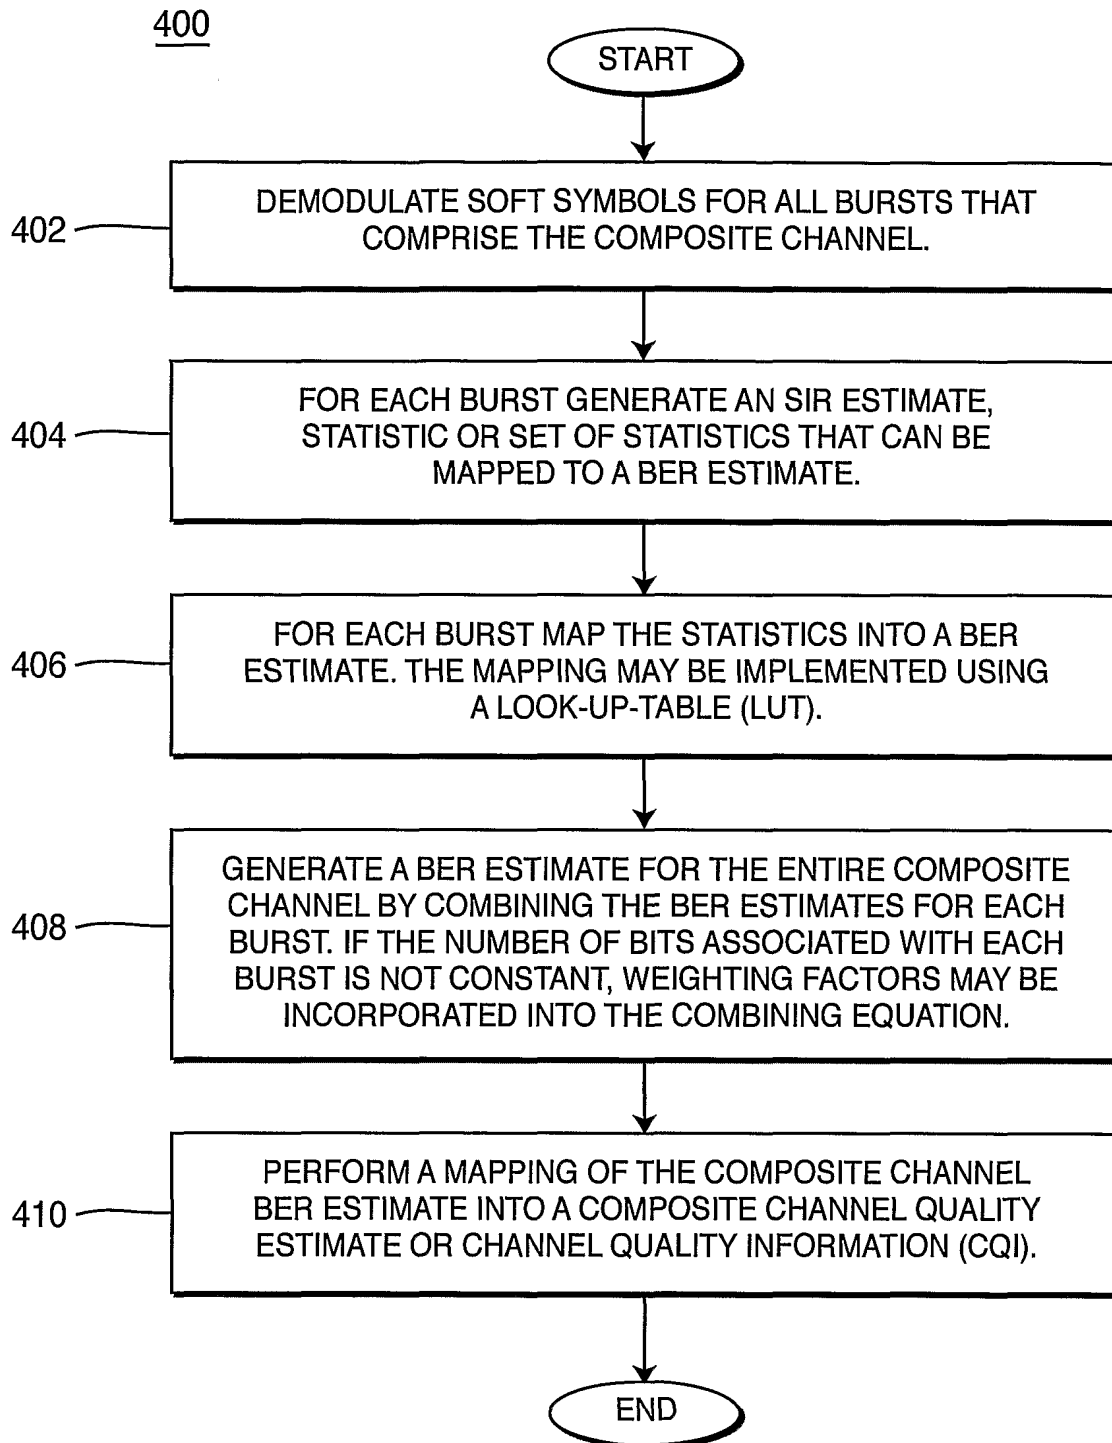 400
START
402
DEMODULATE SOFT SYMBOLS FOR ALL BURSTS THAT
COMPRISE THE COMPOSITE CHANNEL.
404
FOR EACH BURST GENERATE AN SIR ESTIMATE,
STATISTIC OR SET OF STATISTICS THAT CAN BE
MAPPED TO A BER ESTIMATE.
406
FOR EACH BURST MAP THE STATISTICS INTO A BER
ESTIMATE. THE MAPPING MAY BE IMPLEMENTED USING
A LOOK-UP-TABLE (LUT).
408
GENERATE A BER ESTIMATE FOR THE ENTIRE COMPOSITE
CHANNEL BY COMBINING THE BER ESTIMATES FOR EACH
BURST. IF THE NUMBER OF BITS ASSOCIATED WITH EACH
BURST IS NOT CONSTANT, WEIGHTING FACTORS MAY BE
INCORPORATED INTO THE COMBINING EQUATION.
410
PERFORM A MAPPING OF THE COMPOSITE CHANNEL
BER ESTIMATE INTO A COMPOSITE CHANNEL QUALITY
ESTIMATE OR CHANNEL QUALITY INFORMATION (CQI).
END